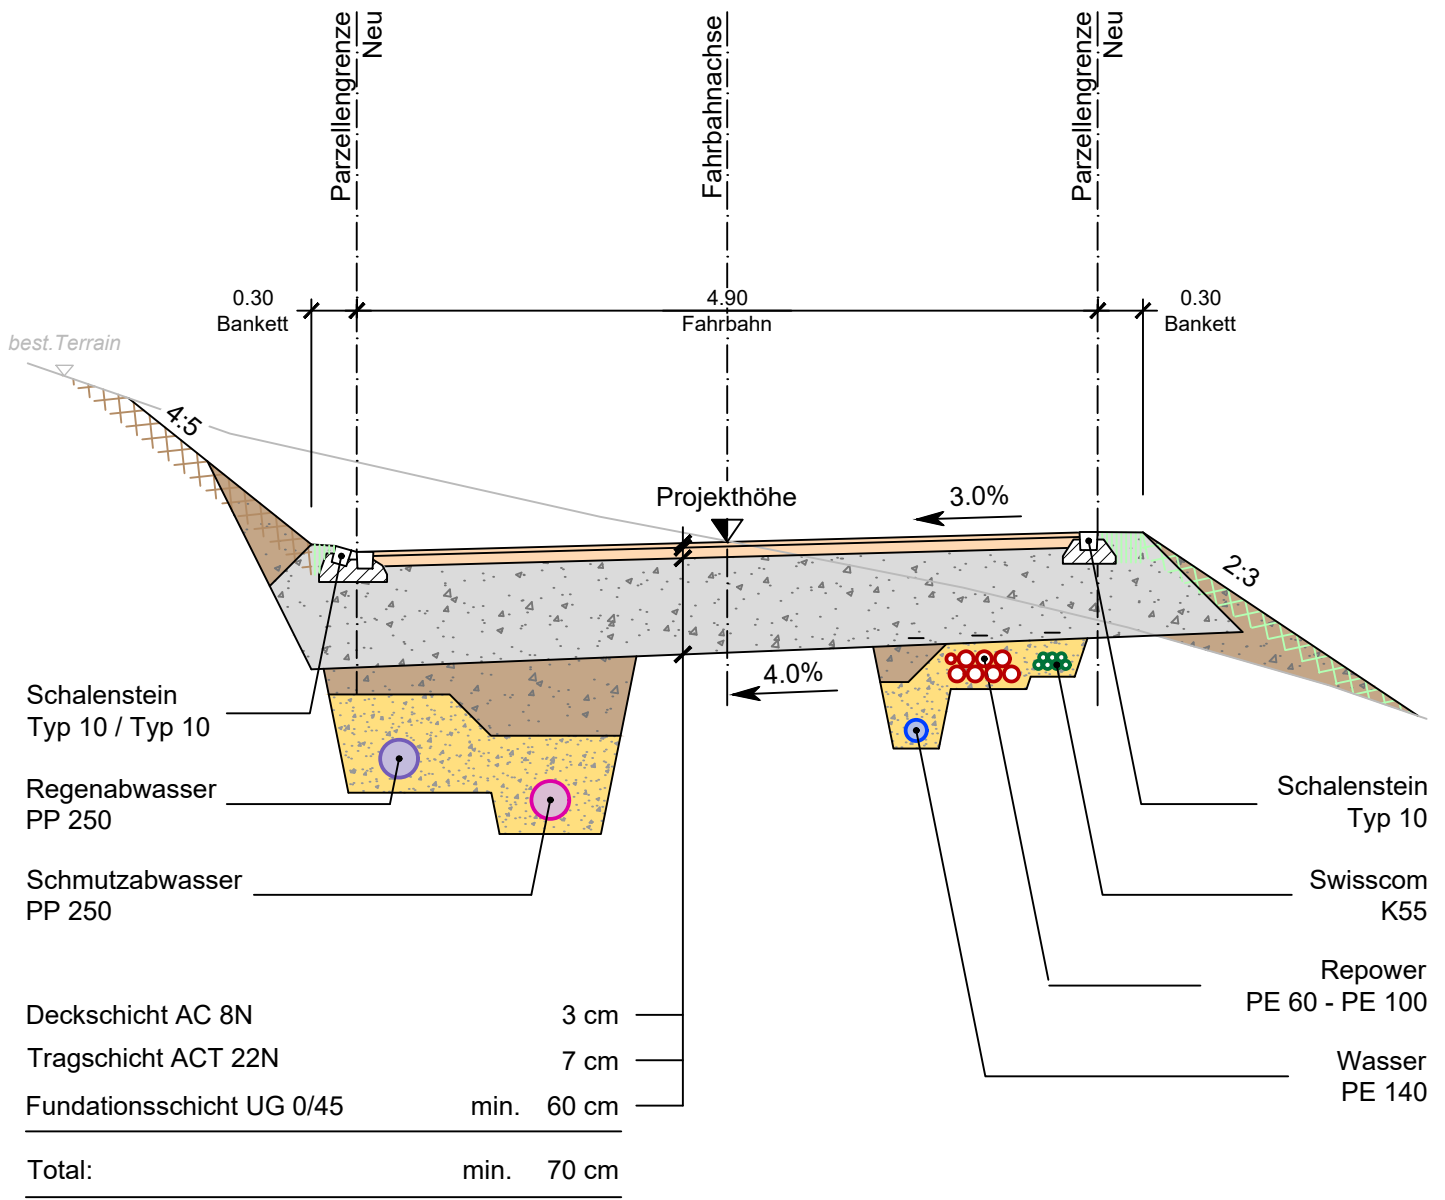 Parzellengrenze
Neu
Fahrbahnachse
Parzellengrenze
Neu
0.30
Bankett
4.90
Fahrbahn
0.30
Bankett
best.Terrain
4:5
Projekthöhe
3.0%
2:3
4.0%
Schalenstein
Typ 10 / Typ 10
Regenabwasser
PP 250
Schmutzabwasser
PP 250
Schalenstein
Typ 10
Swisscom
K55
Repower
PE 60 - PE 100
Wasser
PE 140
Deckschicht AC 8N 3 cm
Tragschicht ACT 22N 7 cm
Fundationsschicht UG 0/45 min. 60 cm
Total: min. 70 cm